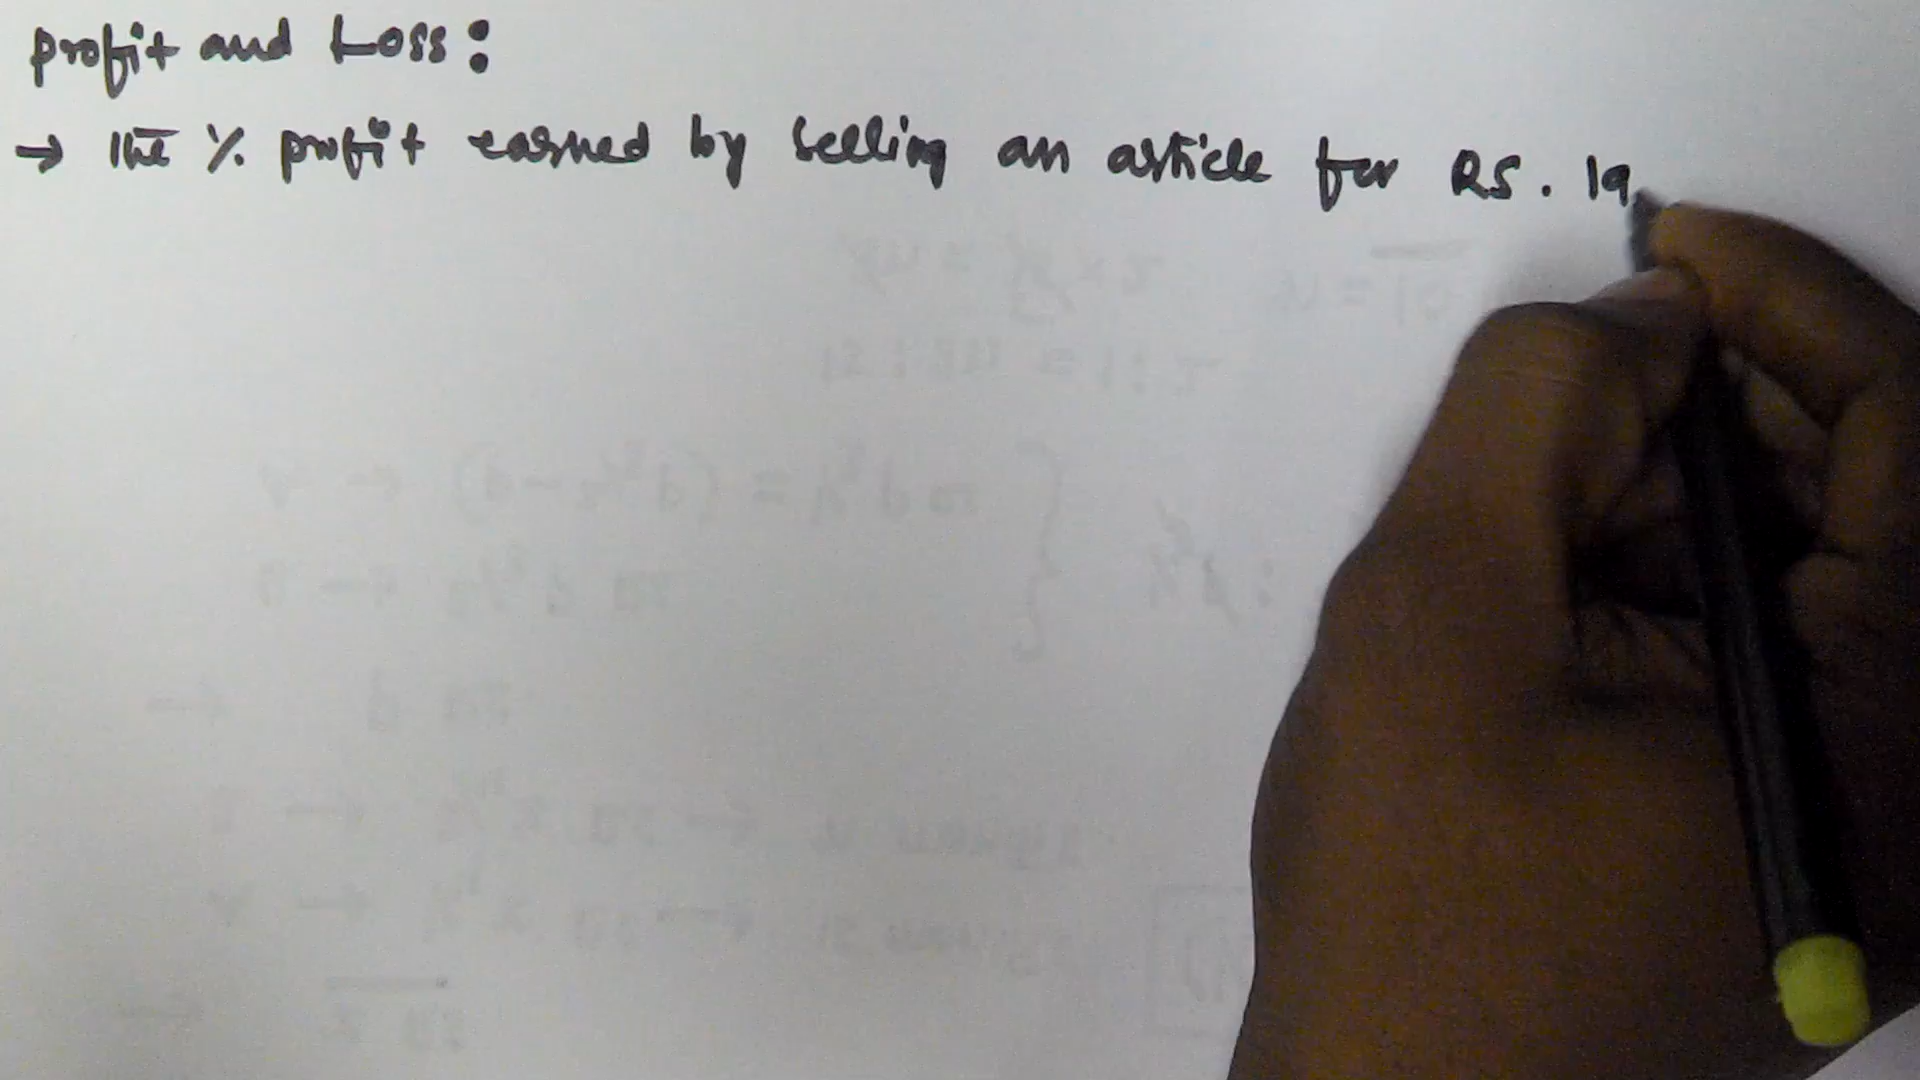 Profit and Loss:
→ The % profit earned by selling an article for RS. 19